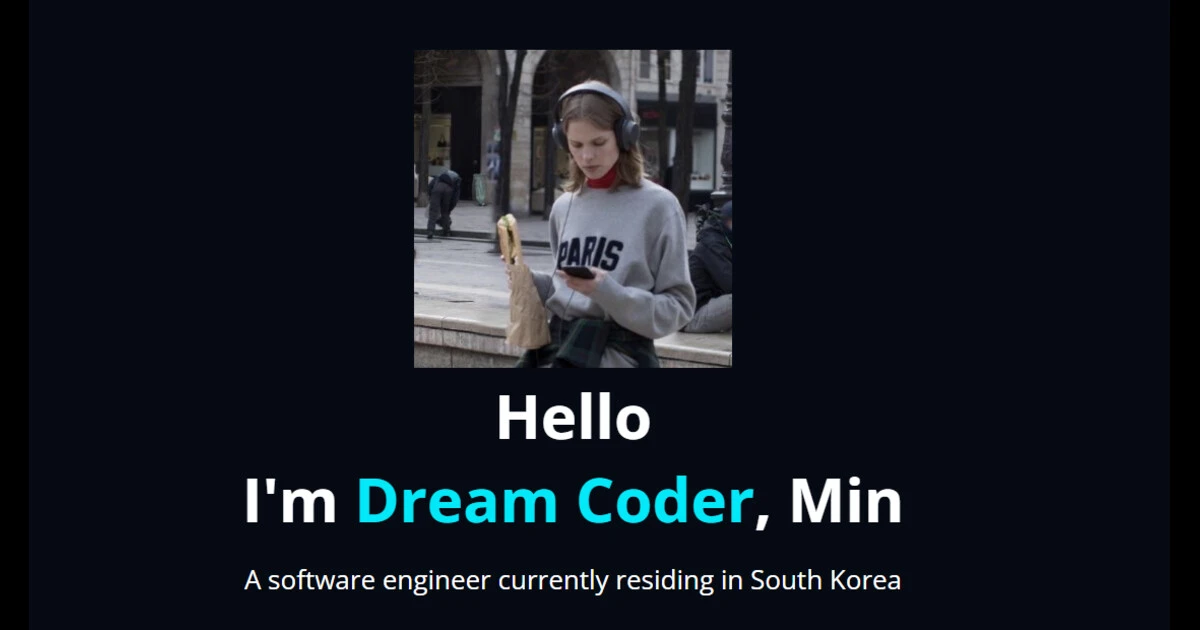 PARIS
Hello
I'm Dream Coder, Min
A software engineer currently residing in South Korea